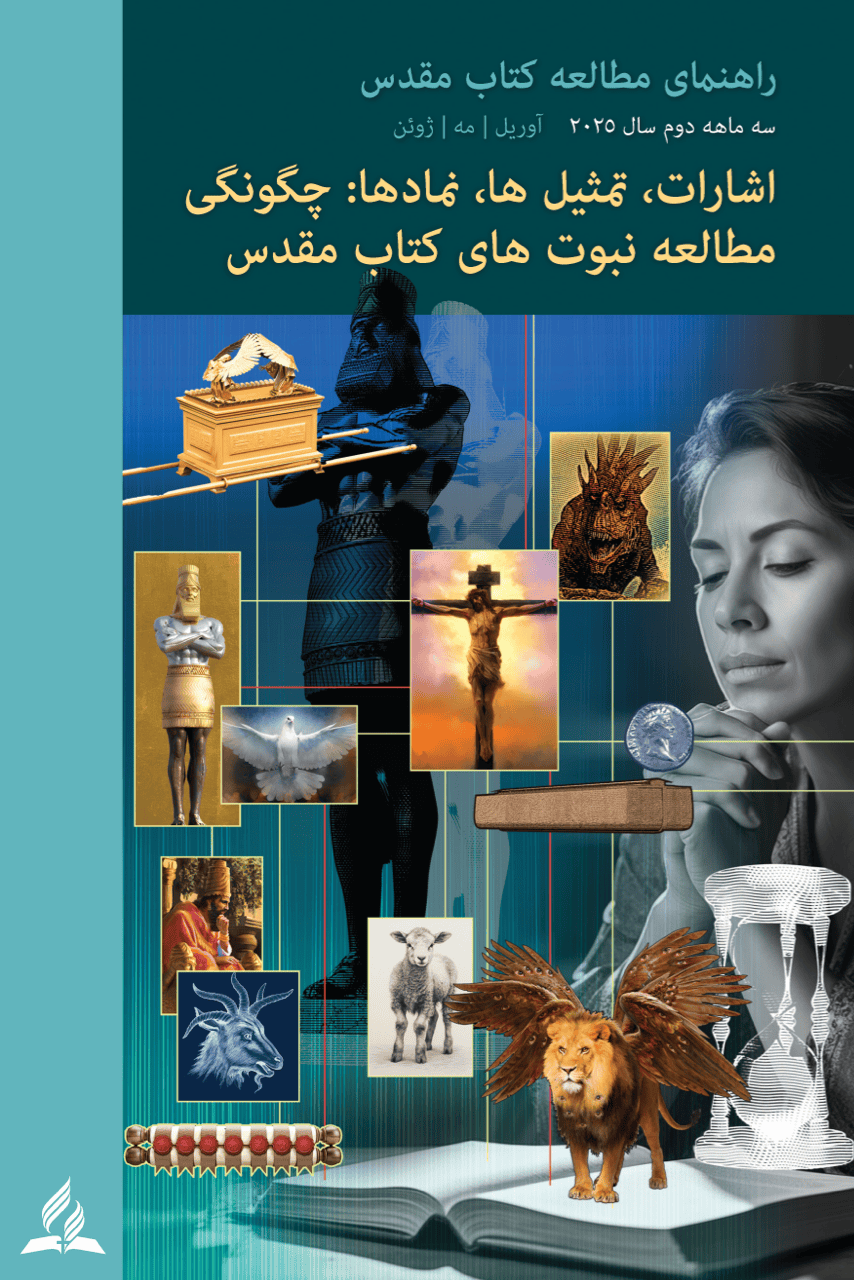 راهنمای مطالعه کتاب مقدس
سه ماهه دوم سال ۲۰۲۵ آوریل | مه | ژوئن
اشارات، تمثیل ها، نمادها: چگونگی
مطالعه نبوت های کتاب مقدس